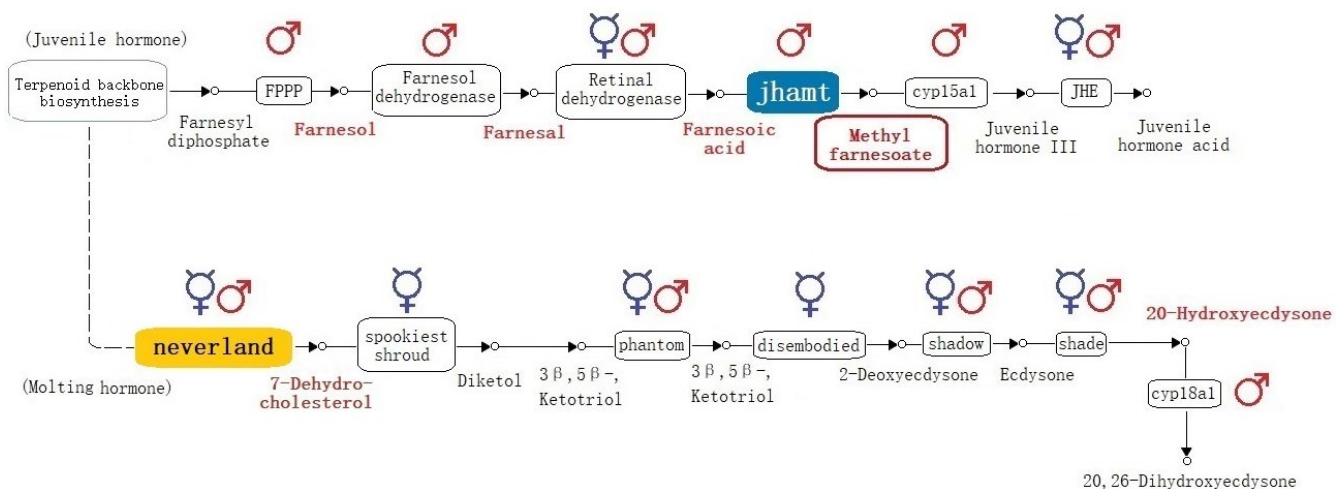 (Juvenile hormone)
Terpenoid backbone
biosynthesis
Farnesyl
diphosphate
FPPP
Farnesol
Farnesol
dehydrogenase
Farnesal
Retinal
dehydrogenase
Farnesoic
acid
jhamt
Methyl
farnesoate
cyp15a1
Juvenile
hormone III
JHE
Juvenile
hormone acid
(Molting hormone)
neverland
7-Dehydro-
cholesterol
spookiest
shroud
Diketol
3β,5β-,
Ketotriol
phantom
3β,5β-,
Ketotriol
disembodied
2-Deoxyecdysone
shadow
Ecdysone
shade
20-Hydroxyecdysone
cyp18a1
20,26-Dihydroxyecdysone